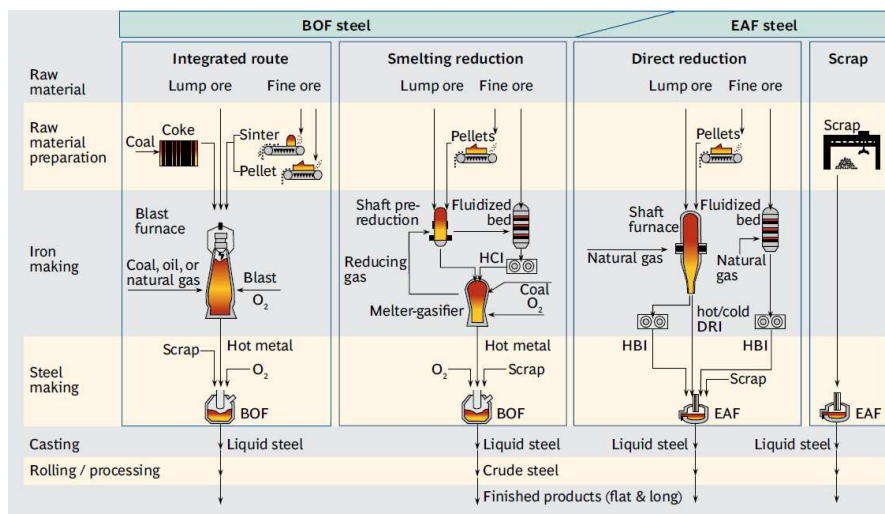 BOF steel
EAF steel
Integrated route
Smelting reduction
Direct reduction
Scrap
Raw
material
Lump ore
Fine ore
Lump ore
Fine ore
Lump ore
Fine ore
Raw
material
preparation
Coal
Coke
Sinter
Pellet
Pellets
Pellets
Scrap
Iron
making
Blast
furnace
Coal, oil, or
natural gas
Blast
O₂
Shaft pre-
reduction
Fluidized
bed
HCI
Reducing
gas
Coal
O₂
Melter-gasifier
Shaft
furnace
Fluidized
bed
Natural gas
Natural
gas
hot/cold
DRI
HBI
HBI
Steel
making
Hot metal
Scrap
O₂
BOF
Hot metal
O₂
Scrap
BOF
Scrap
EAF
EAF
Casting
Liquid steel
Liquid steel
Liquid steel
Liquid steel
Rolling / processing
Crude steel
Finished products (flat & long)